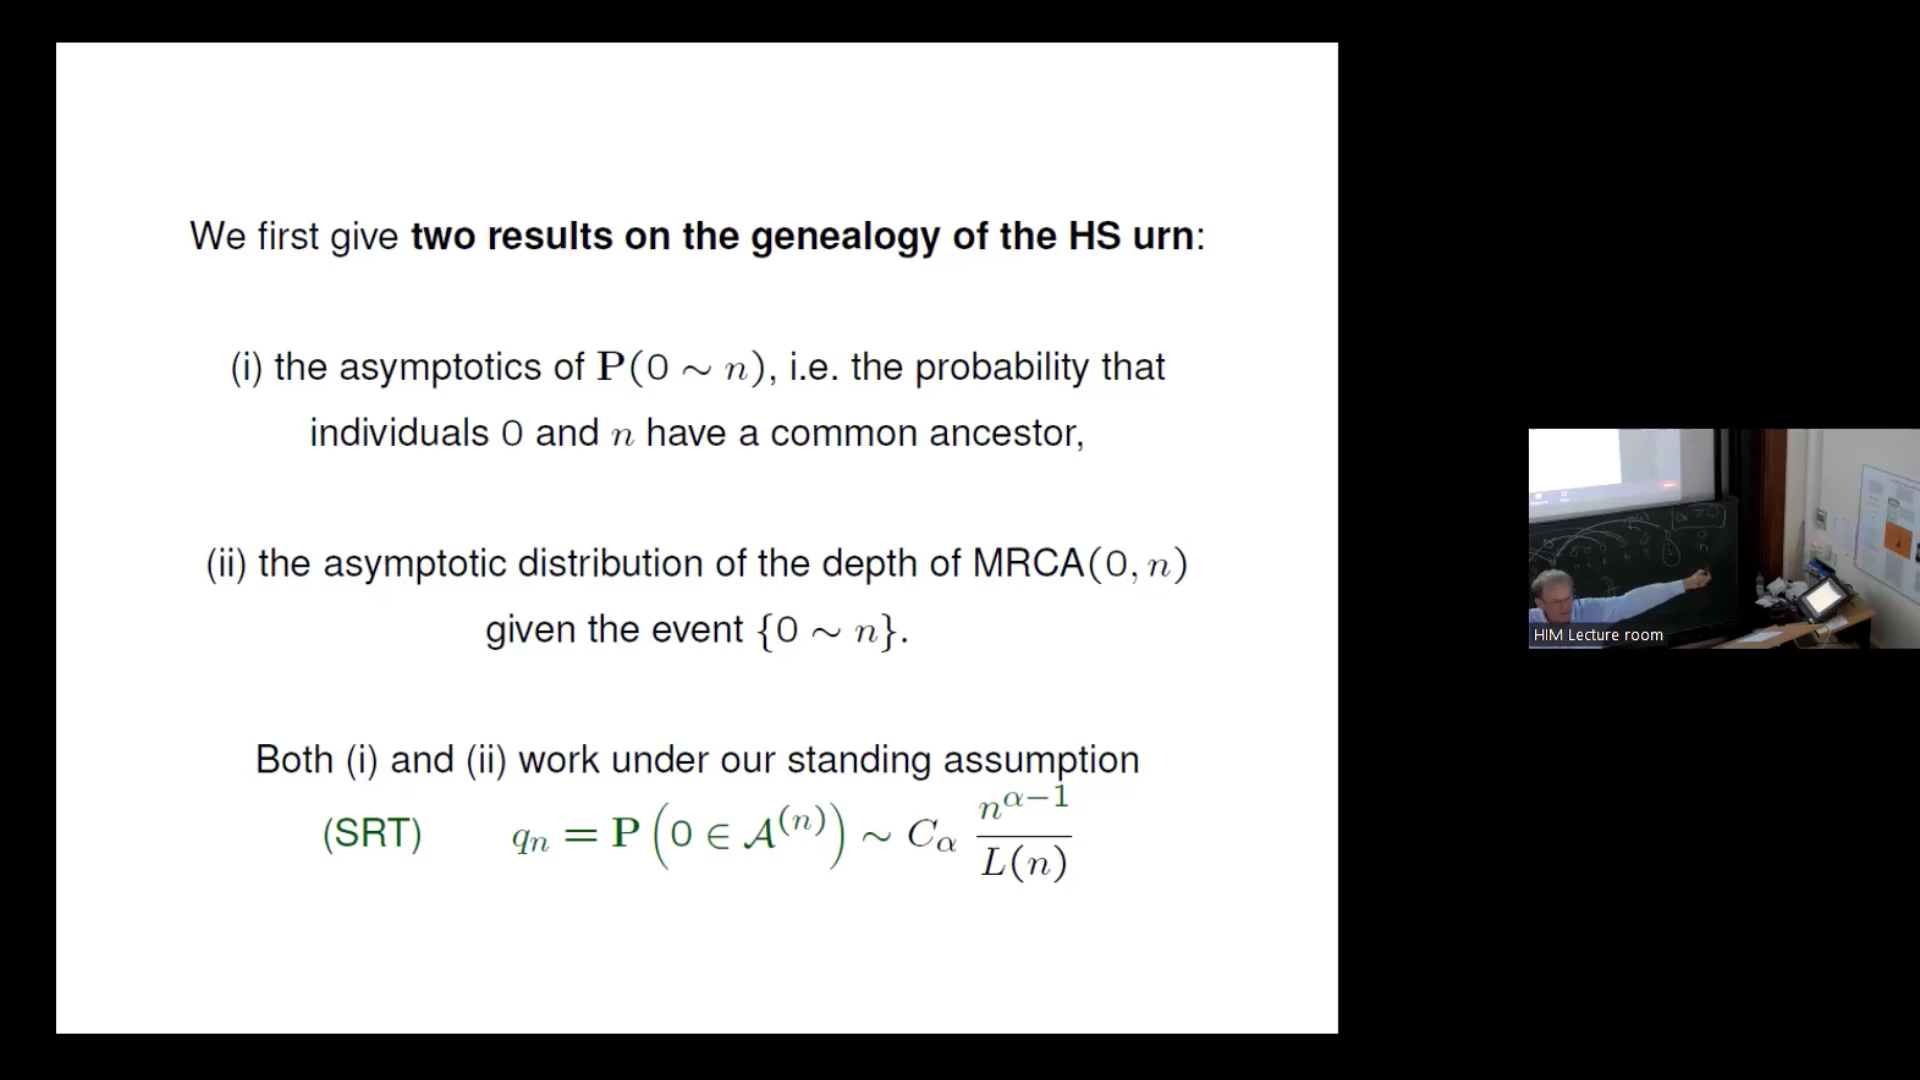 We first give two results on the genealogy of the HS urn:
(i) the asymptotics of P(0 ∼ n), i.e. the probability that
individuals 0 and n have a common ancestor,
(ii) the asymptotic distribution of the depth of MRCA(0, n)
given the event {0 ∼ n}.
Both (i) and (ii) work under our standing assumption
(SRT) qₙ = P(0 ∈ 𝒜⁽ⁿ⁾) ∼ C_α n^{α−1} / L(n)
HIM Lecture room